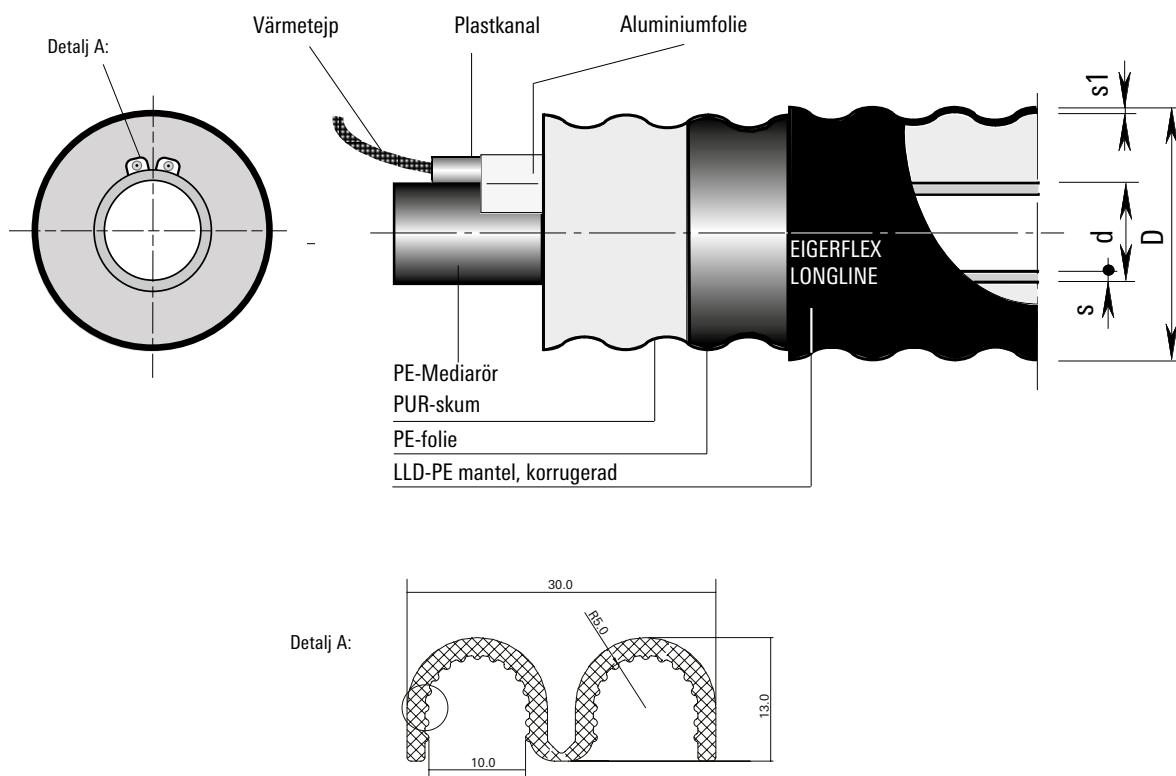 Värmetejp
Plastkanal
Aluminiumfolie
Detalj A:
s1
EIGERFLEX
LONGLINE
d
D
s
PE-Mediarör
PUR-skum
PE-folie
LLD-PE mantel, korrugerad
30.0
R5.0
Detalj A:
13.0
10.0